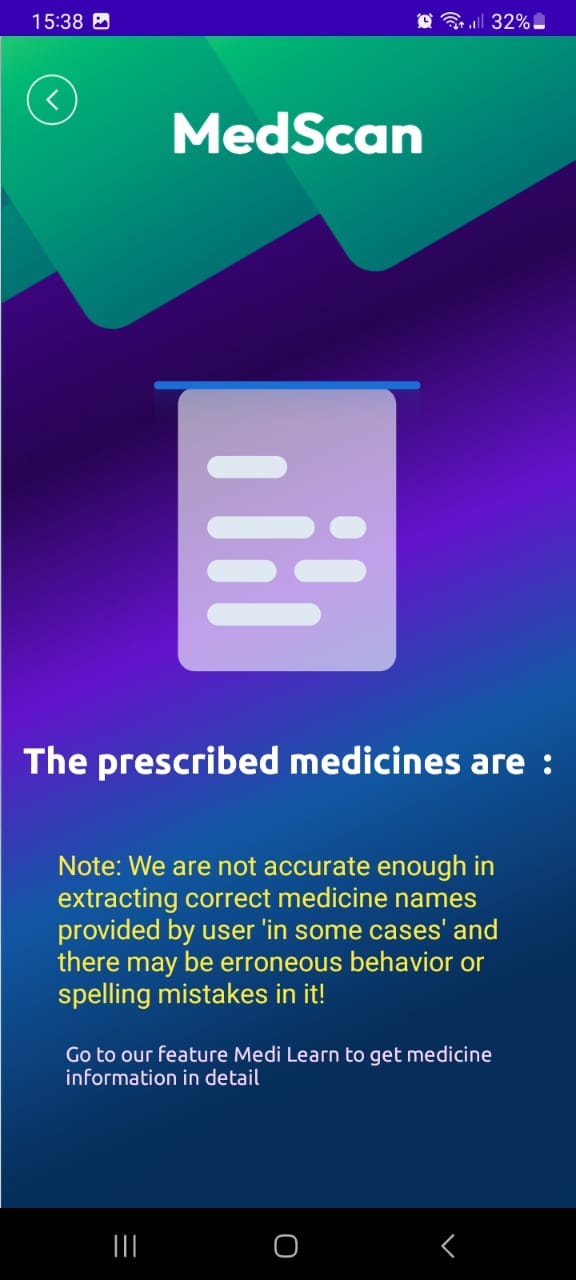 15:38 32%
MedScan
The prescribed medicines are :
Note: We are not accurate enough in
extracting correct medicine names
provided by user 'in some cases' and
there may be erroneous behavior or
spelling mistakes in it!
Go to our feature Medi Learn to get medicine
information in detail